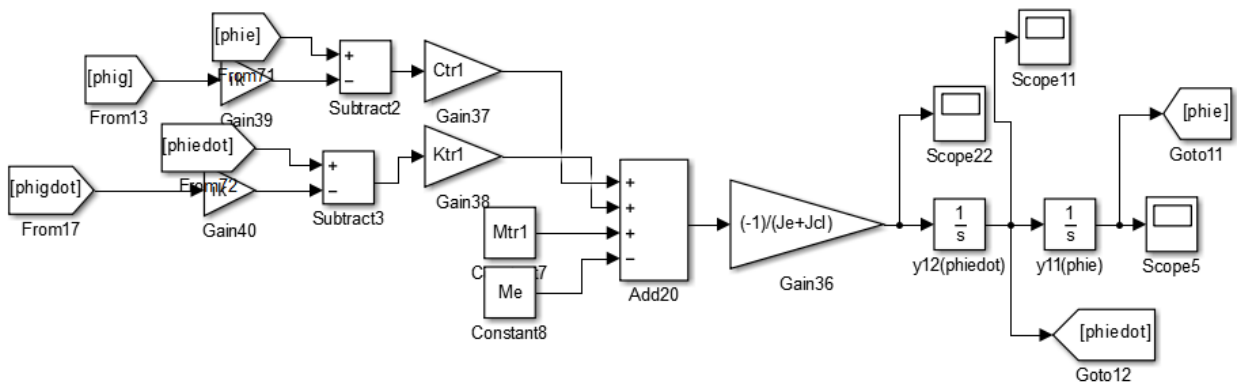 [phie]
From71
[phig]
From13
Gain39
+
−
Subtract2
Ctr1
Gain37
[phiedot]
From72
[phigdot]
From17
Gain40
+
−
Subtract3
Ktr1
Gain38
Mtr1
Me
Constant8
+
+
+
−
Add20
(-1)/(Je+Jcl)
Gain36
Scope22
Scope11
1
s
y12(phiedot)
1
s
y11(phie)
[phie]
Goto11
Scope5
[phiedot]
Goto12